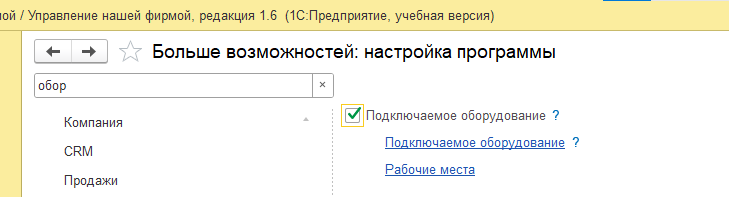 ой / Управление нашей фирмой, редакция 1.6 (1С:Предприятие, учебная версия)
Больше возможностей: настройка программы
обор ×
Компания
CRM
Продажи
Подключаемое оборудование ?
Подключаемое оборудование ?
Рабочие места